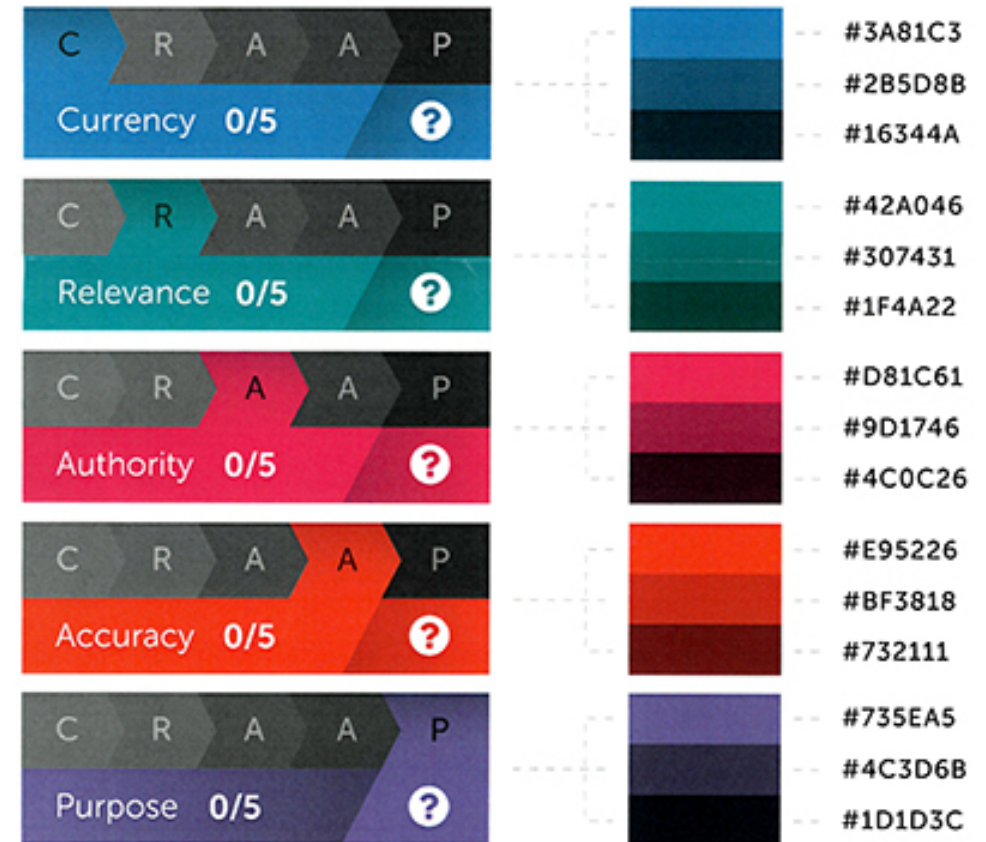 C R A A P
Currency 0/5 ?
#3A81C3
#2B5D8B
#16344A
C R A A P
Relevance 0/5 ?
#42A046
#307431
#1F4A22
C R A A P
Authority 0/5 ?
#D81C61
#9D1746
#4C0C26
C R A A P
Accuracy 0/5 ?
#E95226
#BF3818
#732111
C R A A P
Purpose 0/5 ?
#735EA5
#4C3D6B
#1D1D3C